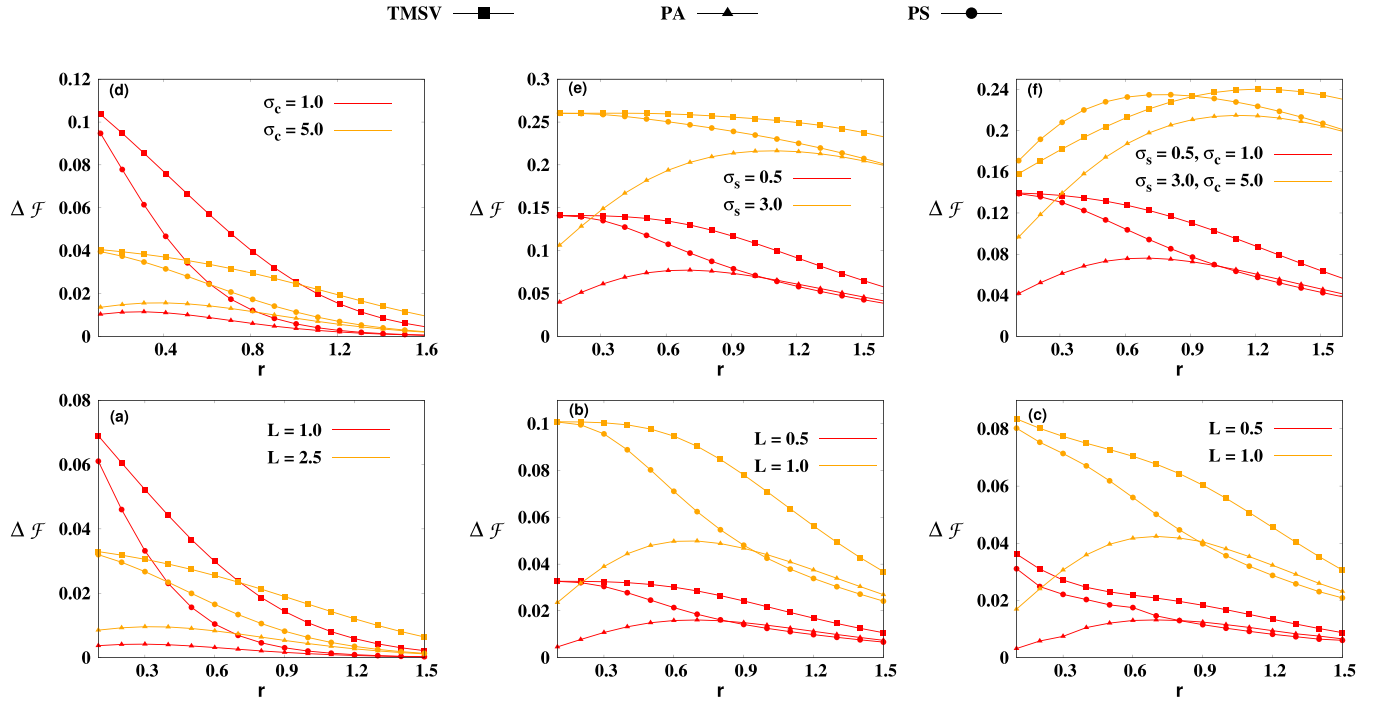 TMSV PA PS
(d)
σc = 1.0
σc = 5.0
Δ ℱ
0.12
0.1
0.08
0.06
0.04
0.02
0
0.4 0.8 1.2 1.6
r
(e)
σs = 0.5
σs = 3.0
Δ ℱ
0.3
0.25
0.2
0.15
0.1
0.05
0
0.3 0.6 0.9 1.2 1.5
r
(f)
σs = 0.5, σc = 1.0
σs = 3.0, σc = 5.0
Δ ℱ
0.24
0.2
0.16
0.12
0.08
0.04
0
0.3 0.6 0.9 1.2 1.5
r
(a)
L = 1.0
L = 2.5
Δ ℱ
0.08
0.06
0.04
0.02
0
0.3 0.6 0.9 1.2 1.5
r
(b)
L = 0.5
L = 1.0
Δ ℱ
0.1
0.08
0.06
0.04
0.02
0
0.3 0.6 0.9 1.2 1.5
r
(c)
L = 0.5
L = 1.0
Δ ℱ
0.08
0.06
0.04
0.02
0
0.3 0.6 0.9 1.2 1.5
r